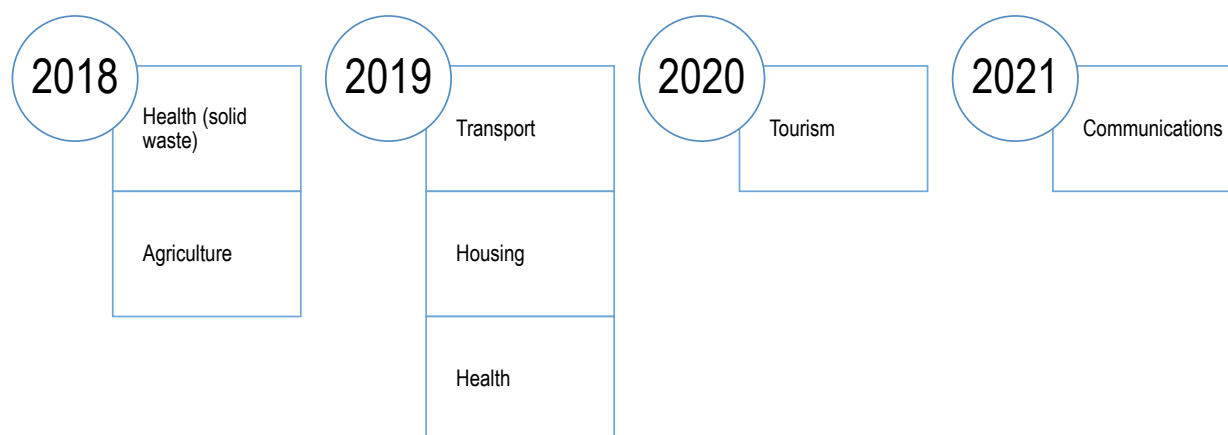 2018
Health (solid
waste)
Agriculture
2019
Transport
Housing
Health
2020
Tourism
2021
Communications